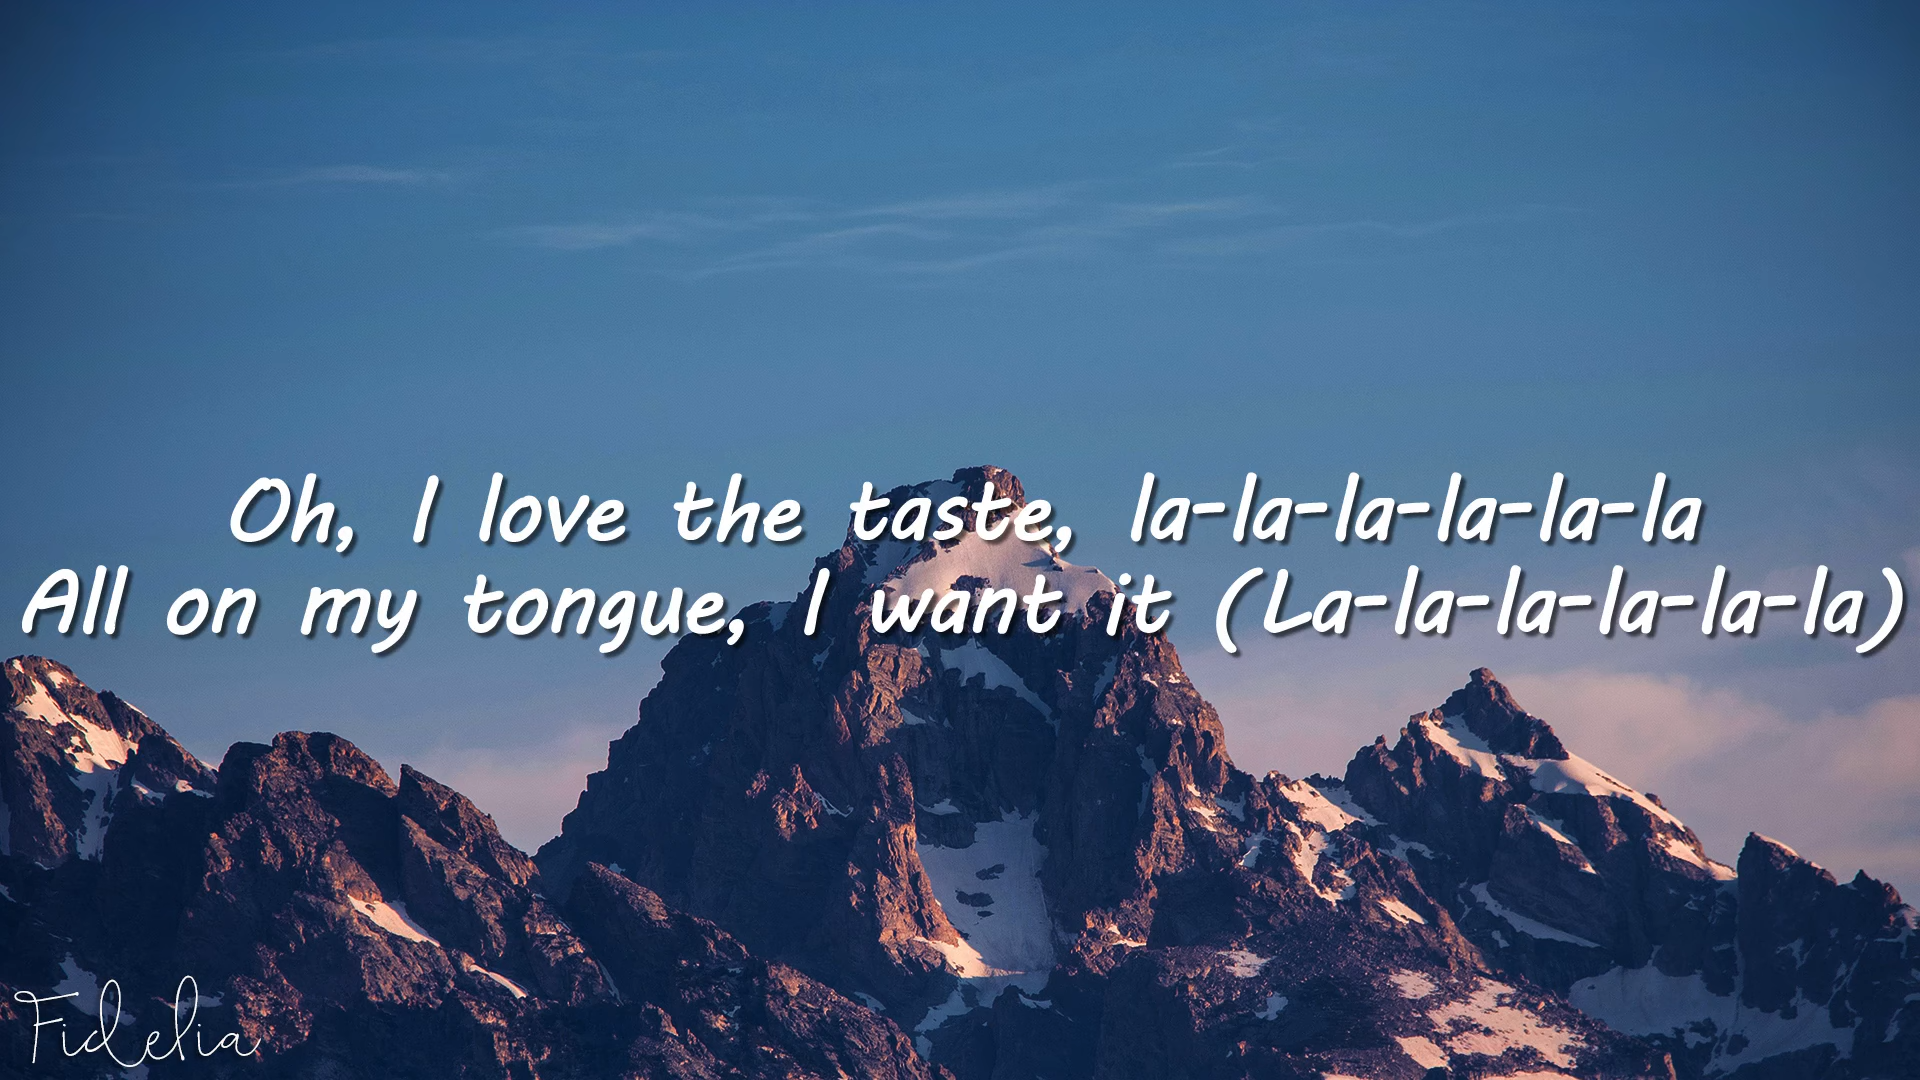 Oh, I love the taste, la-la-la-la-la-la
All on my tongue, I want it (La-la-la-la-la-la)
Fidelia